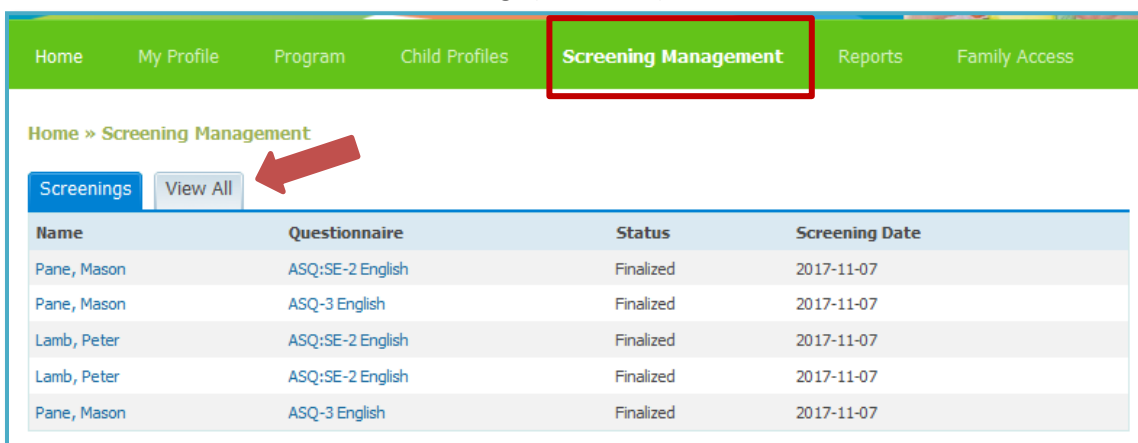 Home My Profile Program Child Profiles Screening Management Reports Family Access
Home » Screening Management
Screenings View All
Name Questionnaire Status Screening Date
Pane, Mason ASQ:SE-2 English Finalized 2017-11-07
Pane, Mason ASQ-3 English Finalized 2017-11-07
Lamb, Peter ASQ:SE-2 English Finalized 2017-11-07
Lamb, Peter ASQ:SE-2 English Finalized 2017-11-07
Pane, Mason ASQ-3 English Finalized 2017-11-07